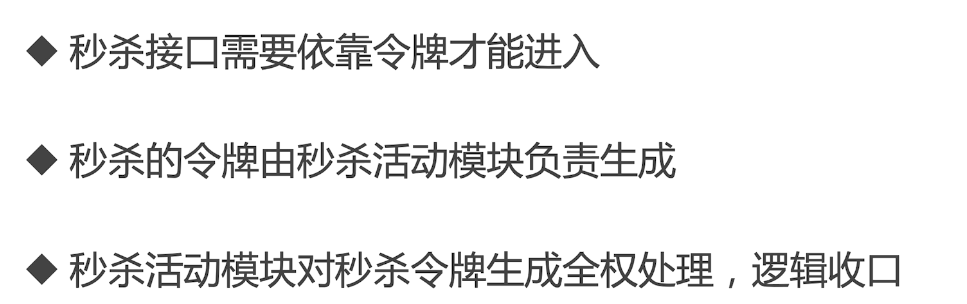 ◆ 秒杀接口需要依靠令牌才能进入
◆ 秒杀的令牌由秒杀活动模块负责生成
◆ 秒杀活动模块对秒杀令牌生成全权处理，逻辑收口